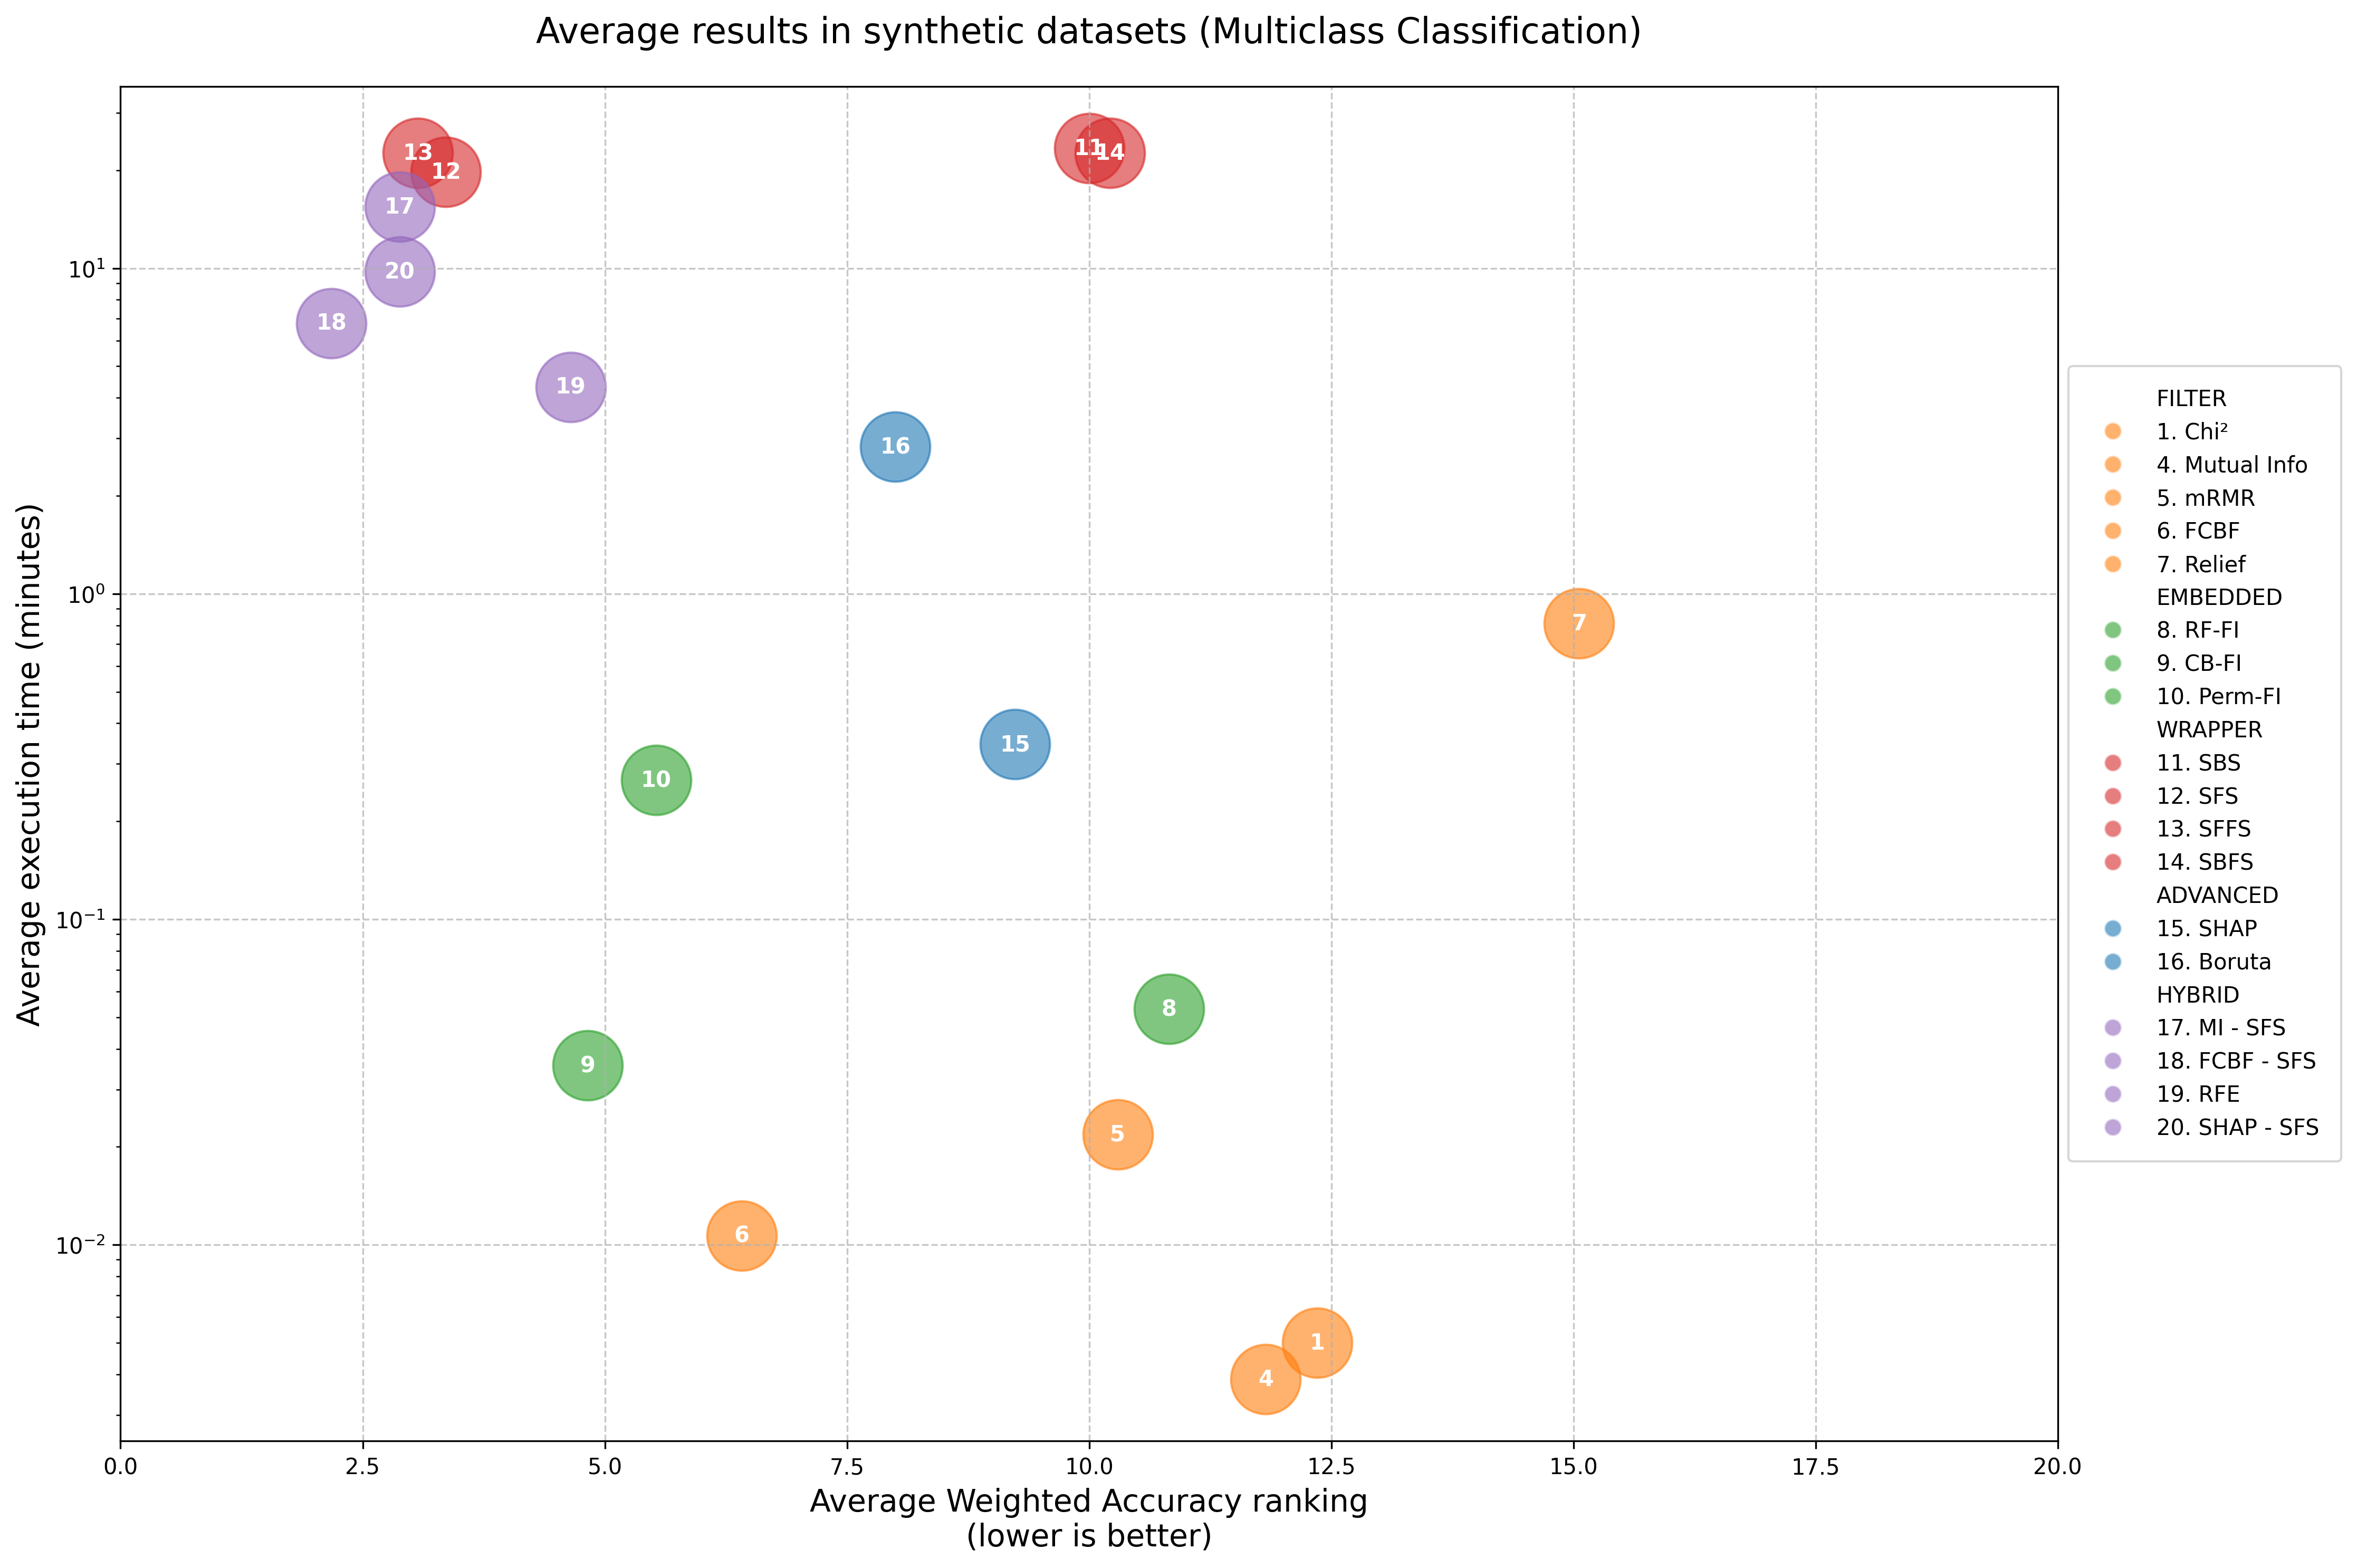 Average results in synthetic datasets (Multiclass Classification)
Average execution time (minutes)
10¹
10⁰
10⁻¹
10⁻²
13
12
11
14
17
20
18
19
16
7
15
10
8
9
5
6
1
4
0.0
2.5
5.0
7.5
10.0
12.5
15.0
17.5
20.0
Average Weighted Accuracy ranking
(lower is better)
FILTER
1. Chi²
4. Mutual Info
5. mRMR
6. FCBF
7. Relief
EMBEDDED
8. RF-FI
9. CB-FI
10. Perm-FI
WRAPPER
11. SBS
12. SFS
13. SFFS
14. SBFS
ADVANCED
15. SHAP
16. Boruta
HYBRID
17. MI - SFS
18. FCBF - SFS
19. RFE
20. SHAP - SFS